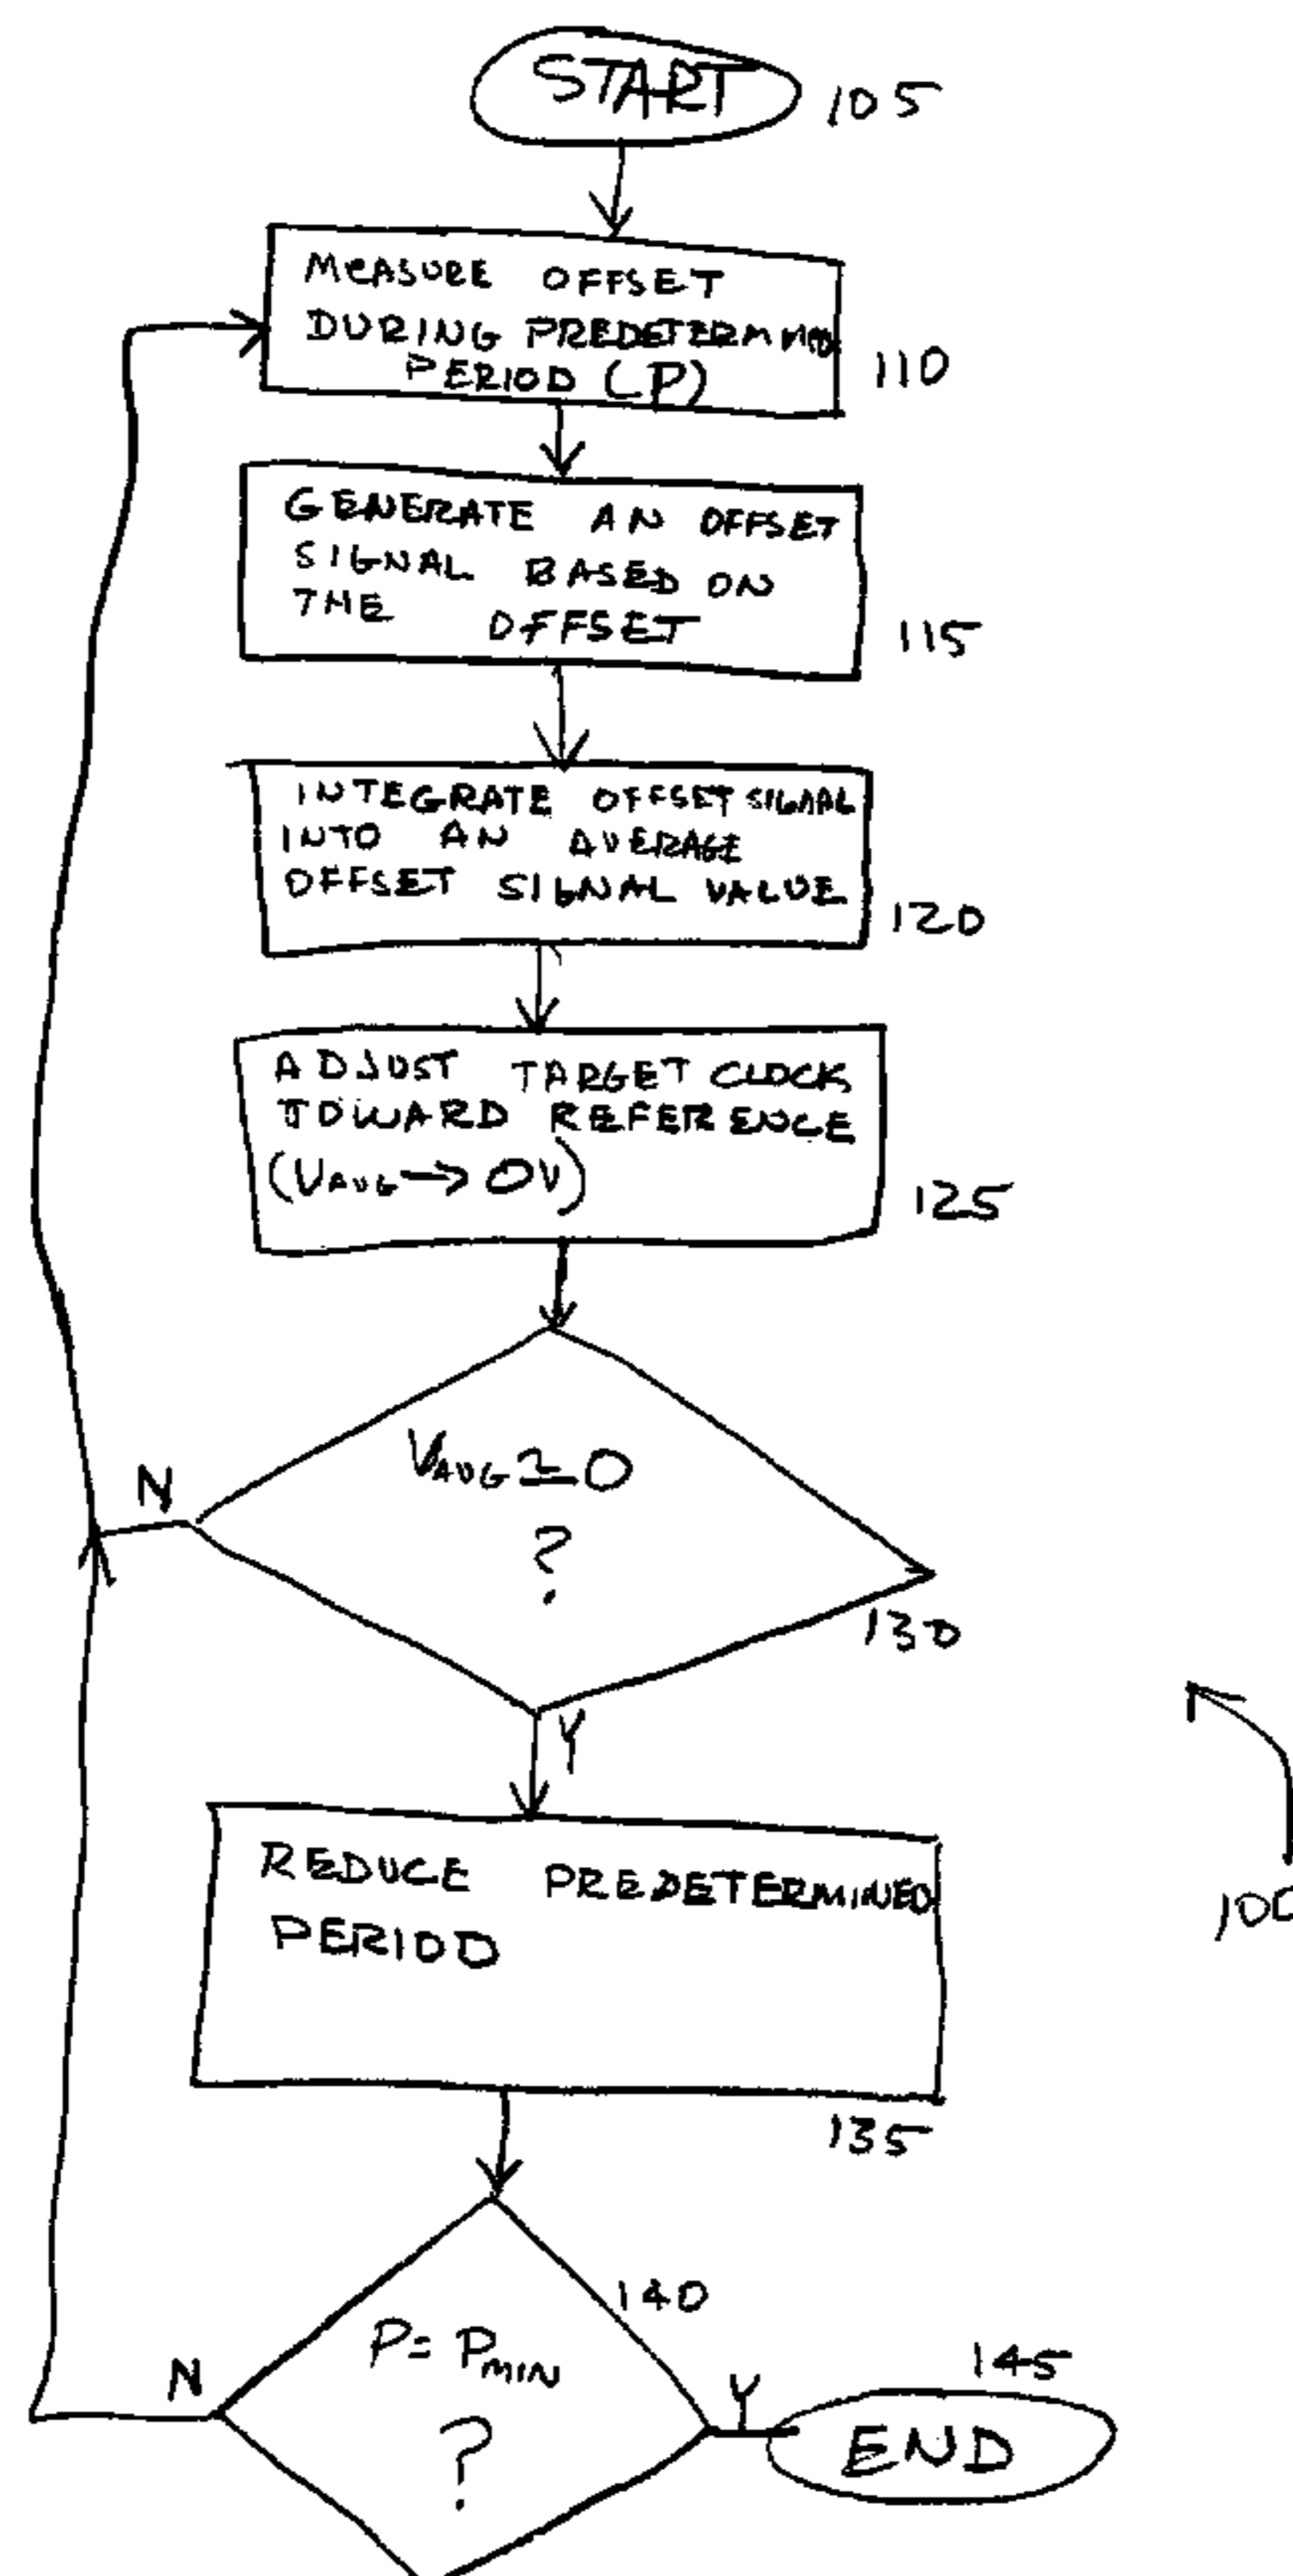 START 105
MEASURE OFFSET
DURING PREDETERMINED
PERIOD (P)
110
GENERATE AN OFFSET
SIGNAL BASED ON
THE OFFSET
115
INTEGRATE OFFSET SIGNAL
INTO AN AVERAGE
OFFSET SIGNAL VALUE
120
ADJUST TARGET CLOCK
TOWARD REFERENCE
(VAVG → 0V)
125
VAVG ≃ 0
?
N
130
Y
REDUCE PREDETERMINED
PERIOD
100
135
140
P = PMIN
?
N
Y
145
END